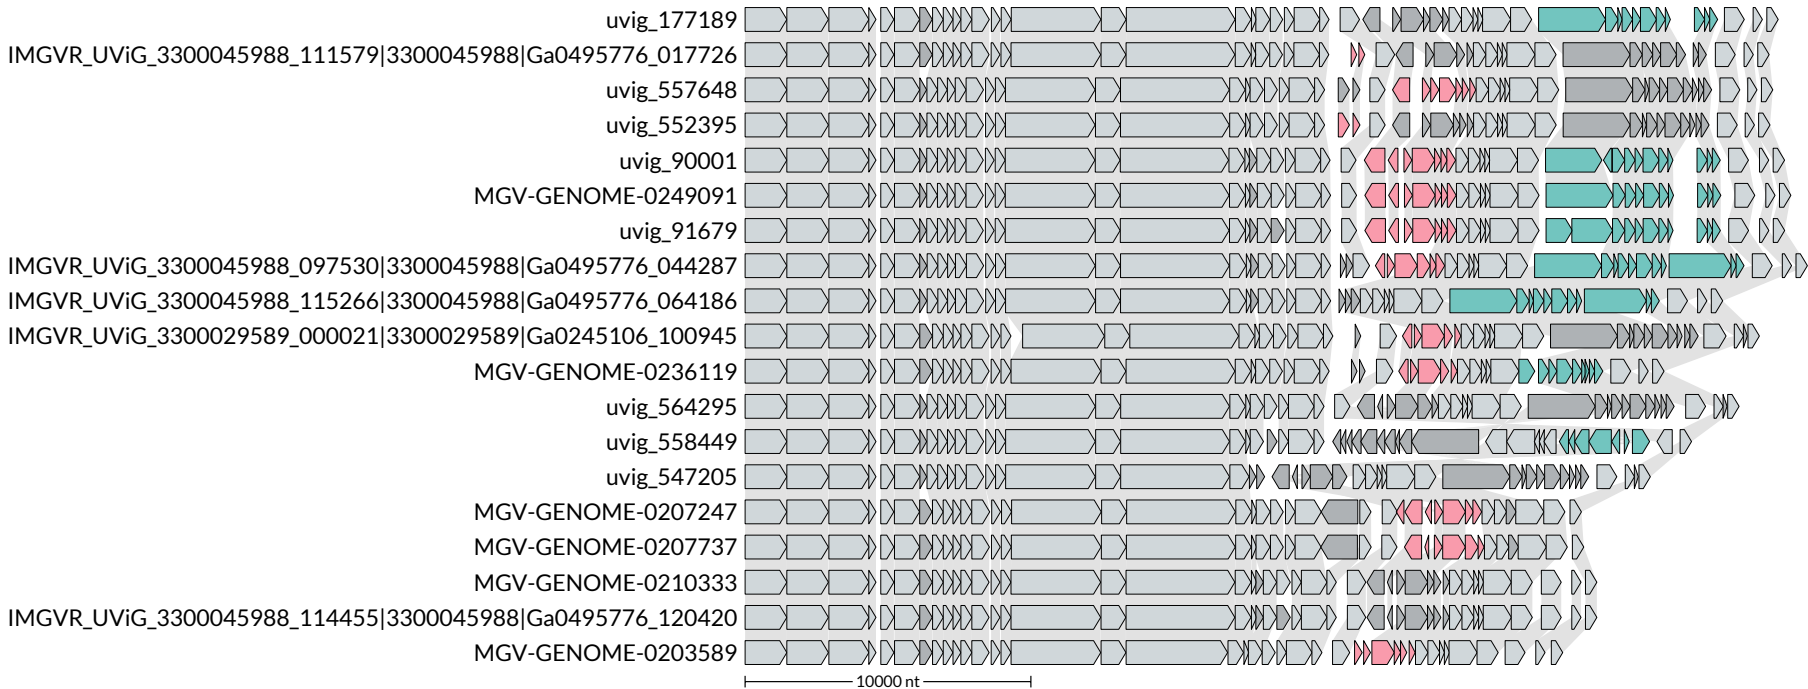 uvig_177189
IMGVR_UViG_3300045988_111579|3300045988|Ga0495776_017726
uvig_557648
uvig_552395
uvig_90001
MGV-GENOME-0249091
uvig_91679
IMGVR_UViG_3300045988_097530|3300045988|Ga0495776_044287
IMGVR_UViG_3300045988_115266|3300045988|Ga0495776_064186
IMGVR_UViG_3300029589_000021|3300029589|Ga0245106_100945
MGV-GENOME-0236119
uvig_564295
uvig_558449
uvig_547205
MGV-GENOME-0207247
MGV-GENOME-0207737
MGV-GENOME-0210333
IMGVR_UViG_3300045988_114455|3300045988|Ga0495776_120420
MGV-GENOME-0203589
10000 nt